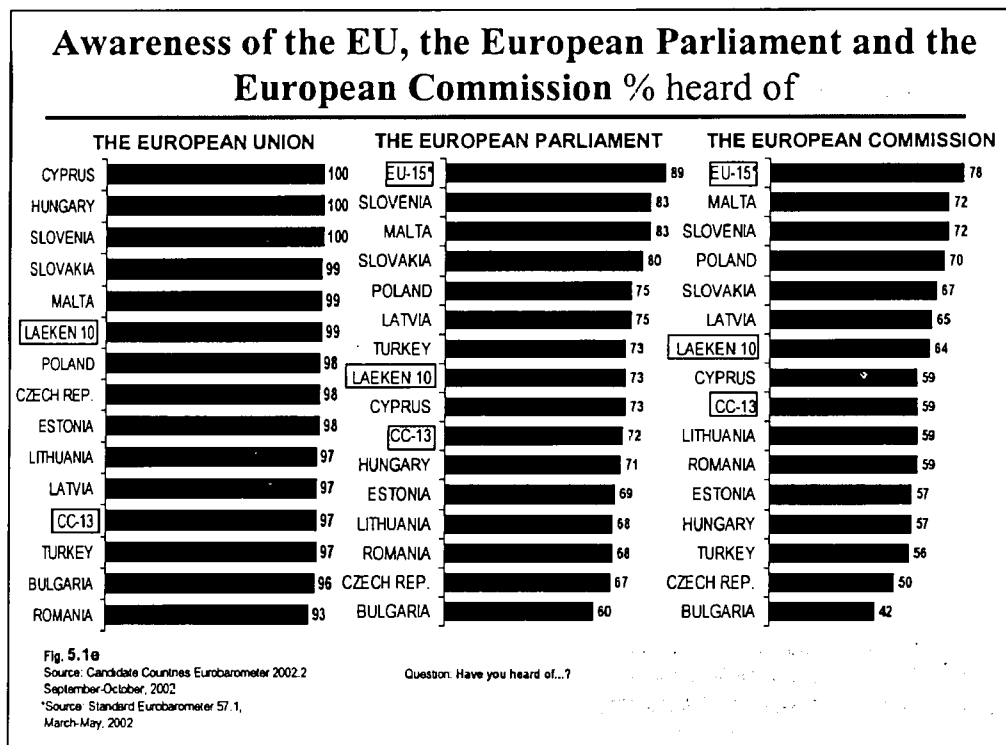 Awareness of the EU, the European Parliament and the
European Commission % heard of
THE EUROPEAN UNION
CYPRUS 100
HUNGARY 100
SLOVENIA 100
SLOVAKIA 99
MALTA 99
LAEKEN 10 99
POLAND 98
CZECH REP. 98
ESTONIA 98
LITHUANIA 97
LATVIA 97
CC-13 97
TURKEY 97
BULGARIA 96
ROMANIA 93
THE EUROPEAN PARLIAMENT
EU-15* 89
SLOVENIA 83
MALTA 83
SLOVAKIA 80
POLAND 75
LATVIA 75
TURKEY 73
LAEKEN 10 73
CYPRUS 73
CC-13 72
HUNGARY 71
ESTONIA 69
LITHUANIA 68
ROMANIA 68
CZECH REP. 67
BULGARIA 60
THE EUROPEAN COMMISSION
EU-15* 78
MALTA 72
SLOVENIA 72
POLAND 70
SLOVAKIA 67
LATVIA 65
LAEKEN 10 64
CYPRUS 59
CC-13 59
LITHUANIA 59
ROMANIA 59
ESTONIA 57
HUNGARY 57
TURKEY 56
CZECH REP. 50
BULGARIA 42
Fig. 5.1e
Source: Candidate Countries Eurobarometer 2002.2
September-October, 2002
*Source: Standard Eurobarometer 57.1,
March-May, 2002
Question: Have you heard of...?